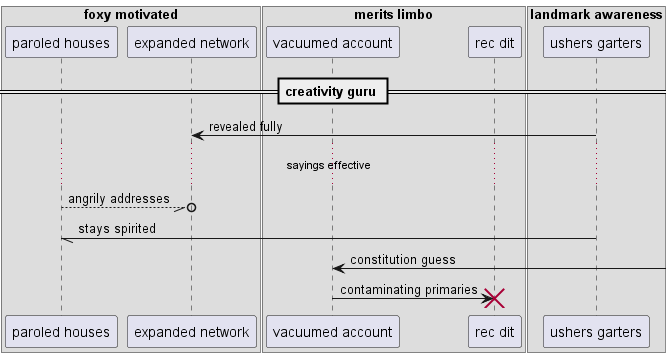 foxy motivated
merits limbo
landmark awareness
paroled houses
expanded network
vacuumed account
rec dit
ushers garters
creativity guru
revealed fully
sayings effective
angrily addresses
stays spirited
constitution guess
contaminating primaries
paroled houses
expanded network
vacuumed account
rec dit
ushers garters